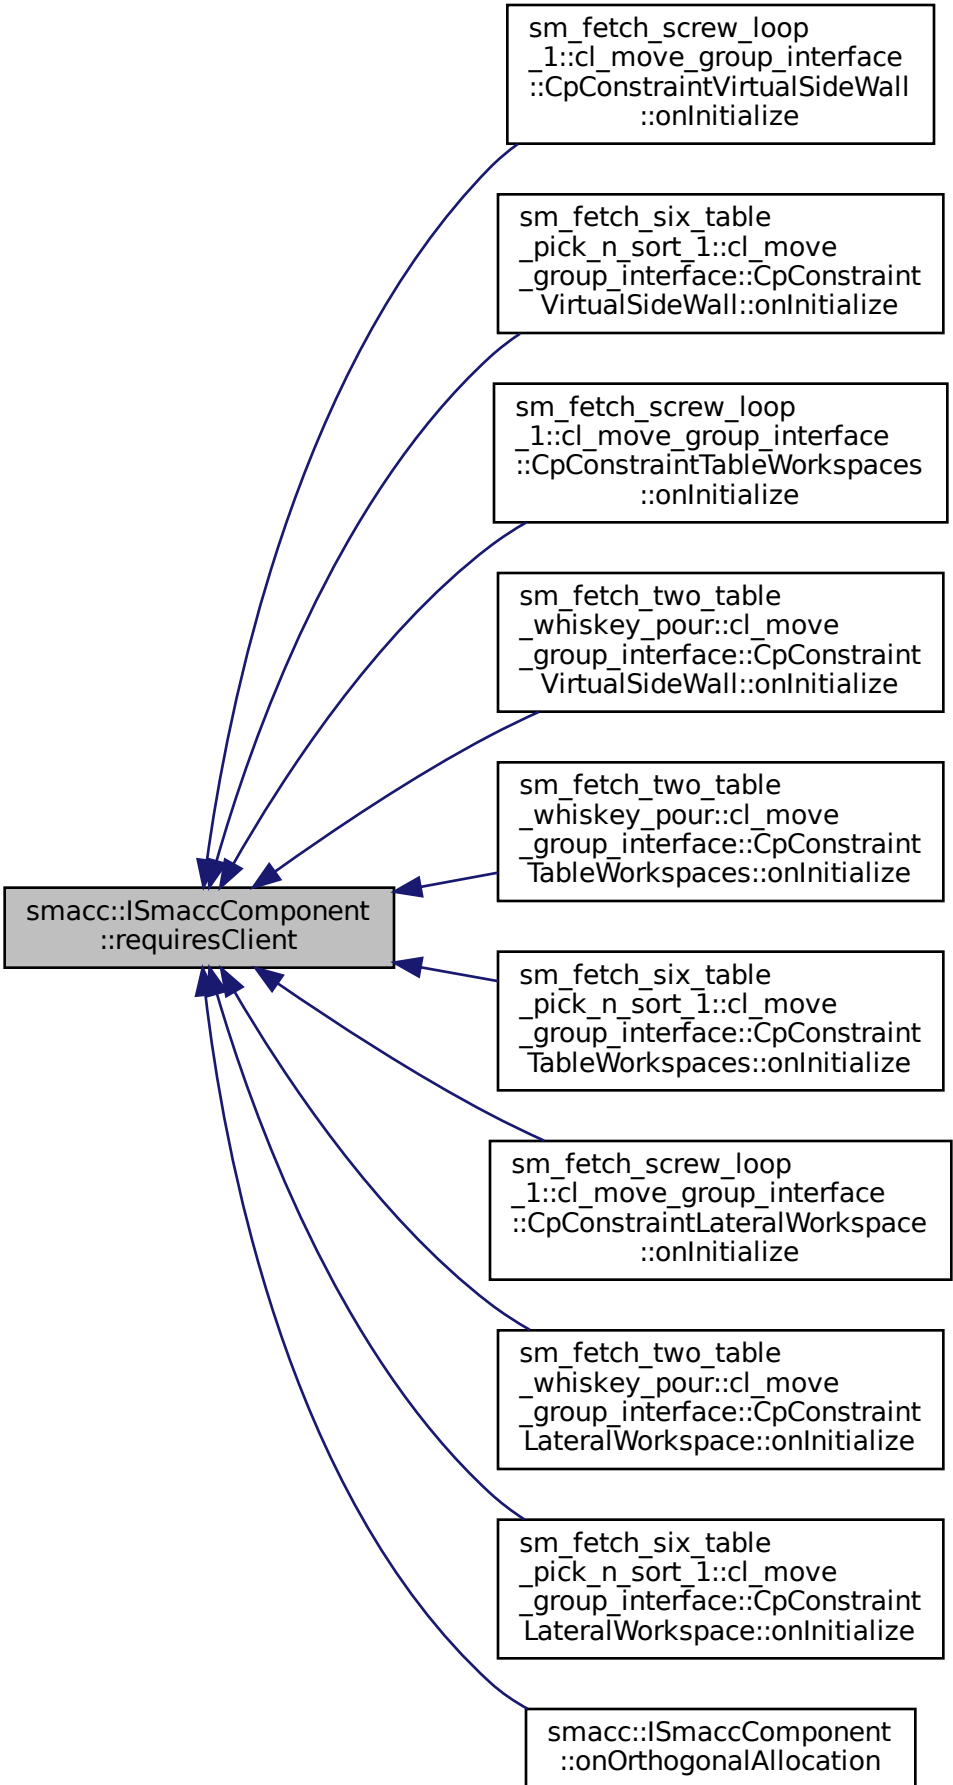 sm_fetch_screw_loop
_1::cl_move_group_interface
::CpConstraintVirtualSideWall
::onInitialize
sm_fetch_six_table
_pick_n_sort_1::cl_move
_group_interface::CpConstraint
VirtualSideWall::onInitialize
sm_fetch_screw_loop
_1::cl_move_group_interface
::CpConstraintTableWorkspaces
::onInitialize
sm_fetch_two_table
_whiskey_pour::cl_move
_group_interface::CpConstraint
VirtualSideWall::onInitialize
sm_fetch_two_table
_whiskey_pour::cl_move
_group_interface::CpConstraint
TableWorkspaces::onInitialize
smacc::ISmaccComponent
::requiresClient
sm_fetch_six_table
_pick_n_sort_1::cl_move
_group_interface::CpConstraint
TableWorkspaces::onInitialize
sm_fetch_screw_loop
_1::cl_move_group_interface
::CpConstraintLateralWorkspace
::onInitialize
sm_fetch_two_table
_whiskey_pour::cl_move
_group_interface::CpConstraint
LateralWorkspace::onInitialize
sm_fetch_six_table
_pick_n_sort_1::cl_move
_group_interface::CpConstraint
LateralWorkspace::onInitialize
smacc::ISmaccComponent
::onOrthogonalAllocation